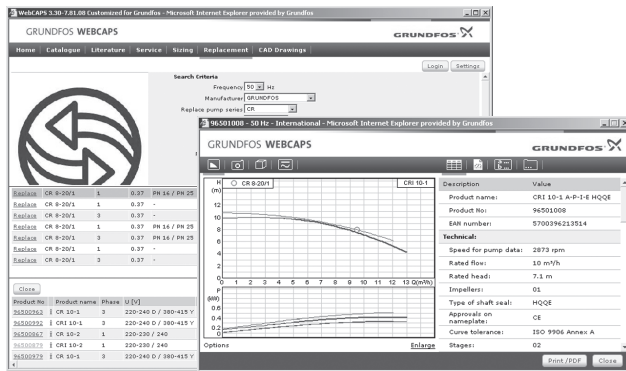 WebCAPS 3.30-7.81.08 Customized for Grundfos - Microsoft Internet Explorer provided by Grundfos
GRUNDFOS WEBCAPS
GRUNDFOS
Home Catalogue Literature Service Sizing Replacement CAD Drawings
Login Settings
Search Criteria
Frequency 50 Hz
Manufacturer GRUNDFOS
Replace pump series CR
Replace CR 8-20/1 1 0.37 PN 16 / PN 25
Replace CR 8-20/1 1 0.37 -
Replace CR 8-20/1 3 0.37 PN 16 / PN 25
Replace CR 8-20/1 3 0.37 PN 16 / PN 25
Replace CR 8-20/1 1 0.37 -
Replace CR 8-20/1 3 0.37 -
Close
Product No Product name Phase U [V]
96500963 CR 10-1 3 220-240 D / 380-415 Y
96500992 CRI 10-1 3 220-240 D / 380-415 Y
96500867 CR 10-2 1 220-230 / 240
96500879 CRI 10-2 1 220-230 / 240
96500979 CR 10-1 3 220-240 D / 380-415 Y
96501008 - 50 Hz - International - Microsoft Internet Explorer provided by Grundfos
GRUNDFOS WEBCAPS
GRUNDFOS
H
(m)
CR 8-20/1
CRI 10-1
12
10
8
6
4
2
0
0 1 2 3 4 5 6 7 8 9 10 11 12 13 Q(m³/h)
P
(kW)
0.6
0.4
0.2
0
Options
Enlarge
Description Value
Product name: CRI 10-1 A-P-I-E HQQE
Product No: 96501008
EAN number: 5700396213514
Technical:
Speed for pump data: 2873 rpm
Rated flow: 10 m³/h
Rated head: 7.1 m
Impellers: 01
Type of shaft seal: HQQE
Approvals on
nameplate: CE
Curve tolerance: ISO 9906 Annex A
Stages: 02
Print /PDF Close